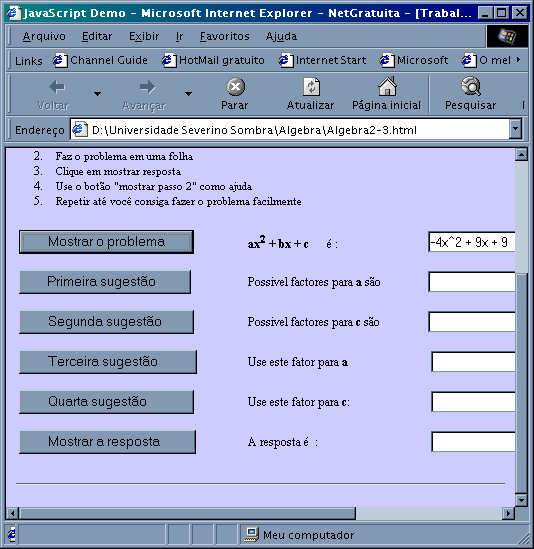 JavaScript Demo - Microsoft Internet Explorer - NetGratuita - [Trabal...
Arquivo Editar Exibir Ir Favoritos Ajuda
Links Channel Guide HotMail gratuito Internet Start Microsoft O mel
Voltar Avançar Parar Atualizar Página inicial Pesquisar
Endereço D:\Universidade Severino Sombra\Algebra\Algebra2-3.html
2. Faz o problema em uma folha
3. Clique em mostrar resposta
4. Use o botão "mostrar passo 2" como ajuda
5. Repetir até você consiga fazer o problema facilmente
Mostrar o problema ax² + bx + c é : -4x^2 + 9x + 9
Primeira sugestão Possivel factores para a são
Segunda sugestão Possivel factores para c são
Terceira sugestão Use este fator para a
Quarta sugestão Use este fator para c:
Mostrar a resposta A resposta é :
Meu computador